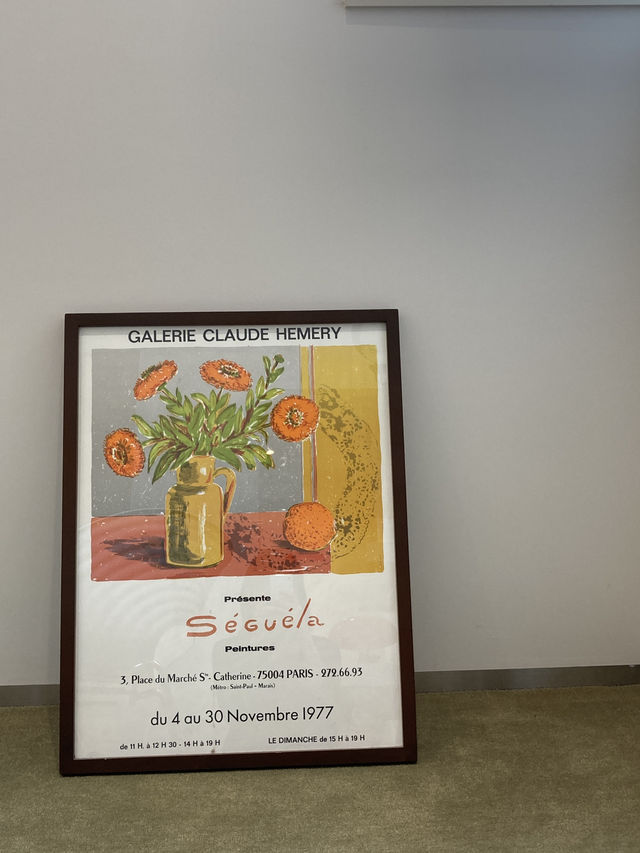 GALERIE CLAUDE HEMERY
Présente
Séguéla
Peintures
3, Place du Marché Ste- Catherine - 75004 PARIS - 272.66.93
(Métro : Saint-Paul - Marais)
du 4 au 30 Novembre 1977
de 11 H. à 12 H 30 - 14 H à 19 H LE DIMANCHE de 15 H à 19 H